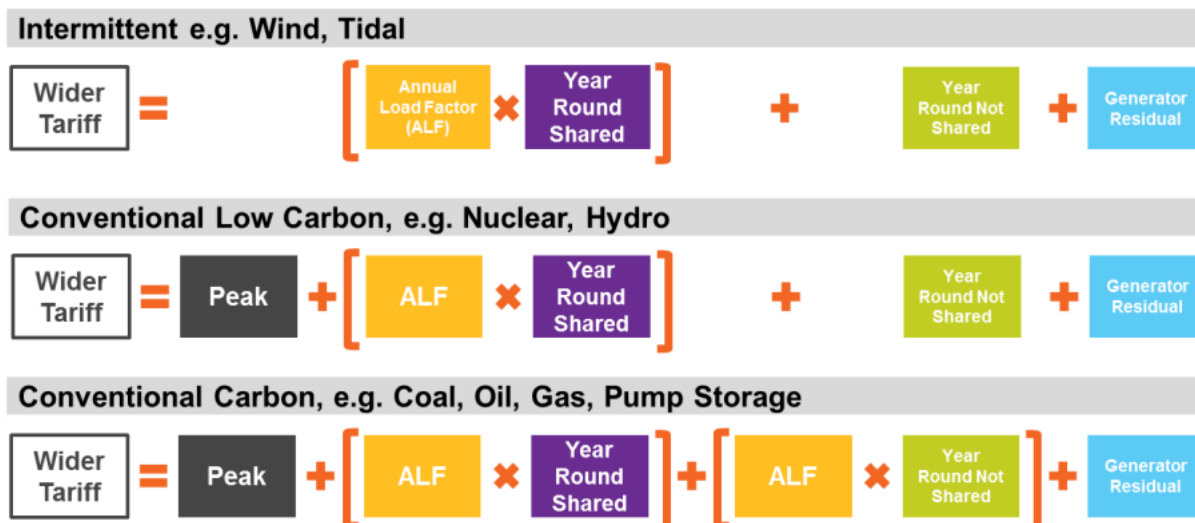 Intermittent e.g. Wind, Tidal
Wider
Tariff
=
[
Annual
Load Factor
(ALF)
×
Year
Round
Shared
]
+
Year
Round Not
Shared
+
Generator
Residual
Conventional Low Carbon, e.g. Nuclear, Hydro
Wider
Tariff
=
Peak
+
[
ALF
×
Year
Round
Shared
]
+
Year
Round Not
Shared
+
Generator
Residual
Conventional Carbon, e.g. Coal, Oil, Gas, Pump Storage
Wider
Tariff
=
Peak
+
[
ALF
×
Year
Round
Shared
]
+
[
ALF
×
Year
Round Not
Shared
]
+
Generator
Residual